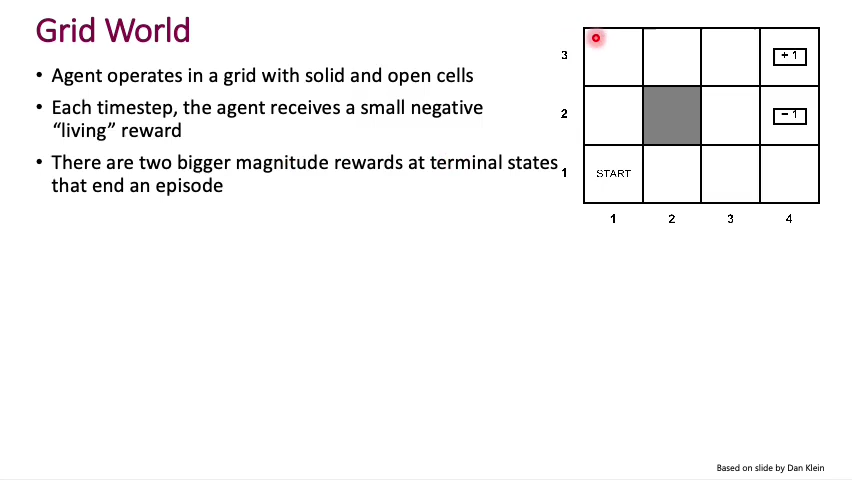 Grid World
• Agent operates in a grid with solid and open cells
• Each timestep, the agent receives a small negative
“living” reward
• There are two bigger magnitude rewards at terminal states
that end an episode
3
+ 1
2
− 1
1
START
1 2 3 4
Based on slide by Dan Klein